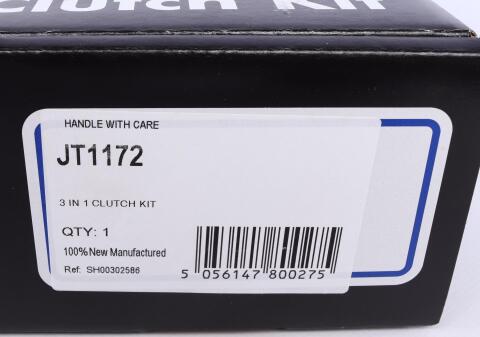 Clutch Kit
HANDLE WITH CARE
JT1172
3 IN 1 CLUTCH KIT
QTY: 1
100% New Manufactured
Ref: SH00302586
5 056147 800275